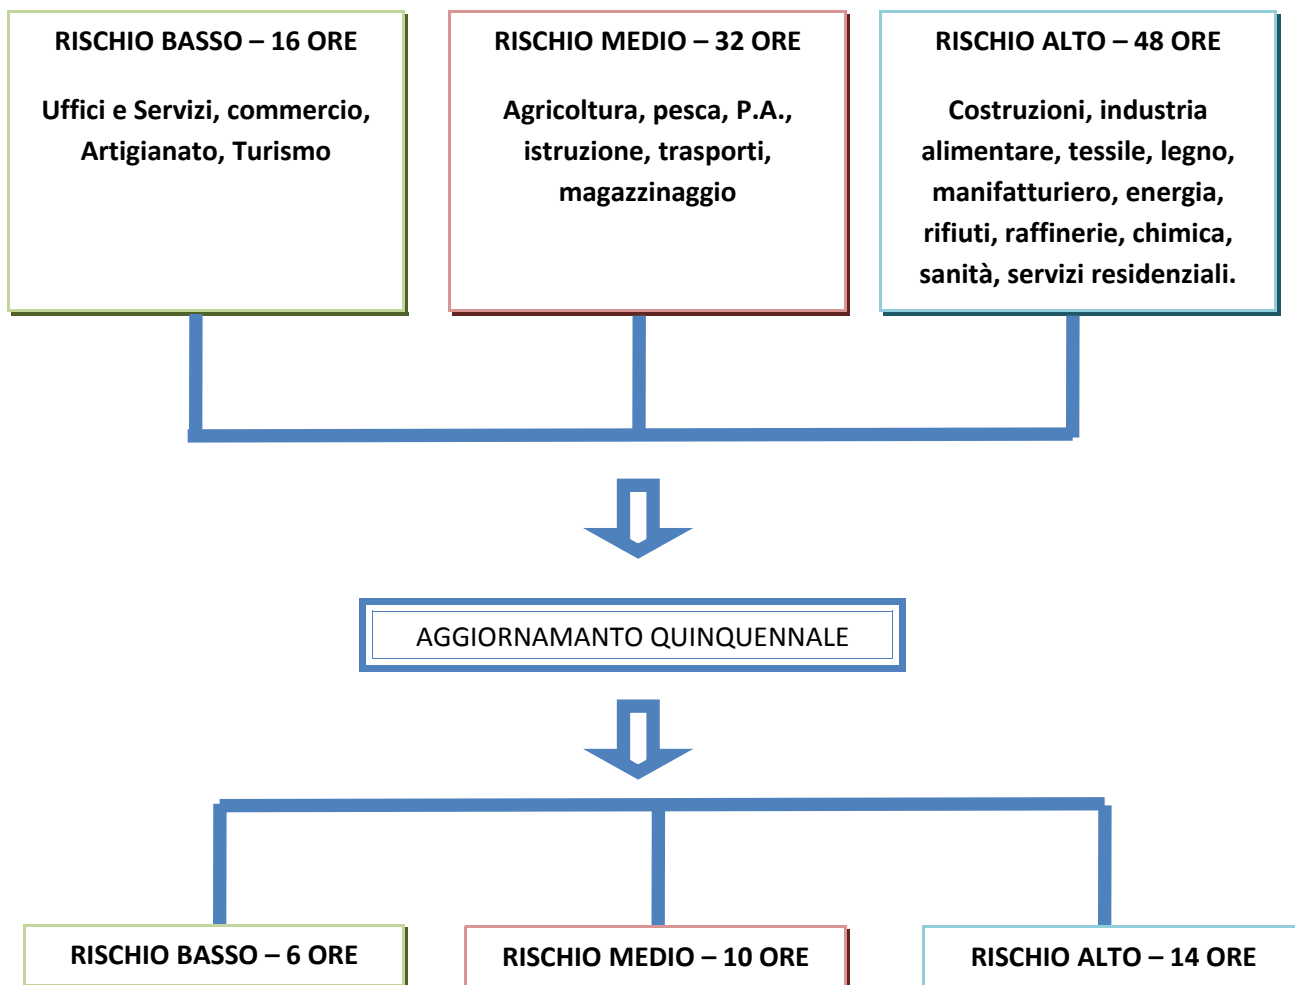 RISCHIO BASSO – 16 ORE
Uffici e Servizi, commercio,
Artigianato, Turismo
RISCHIO MEDIO – 32 ORE
Agricoltura, pesca, P.A.,
istruzione, trasporti,
magazzinaggio
RISCHIO ALTO – 48 ORE
Costruzioni, industria
alimentare, tessile, legno,
manifatturiero, energia,
rifiuti, raffinerie, chimica,
sanità, servizi residenziali.
AGGIORNAMANTO QUINQUENNALE
RISCHIO BASSO – 6 ORE
RISCHIO MEDIO – 10 ORE
RISCHIO ALTO – 14 ORE